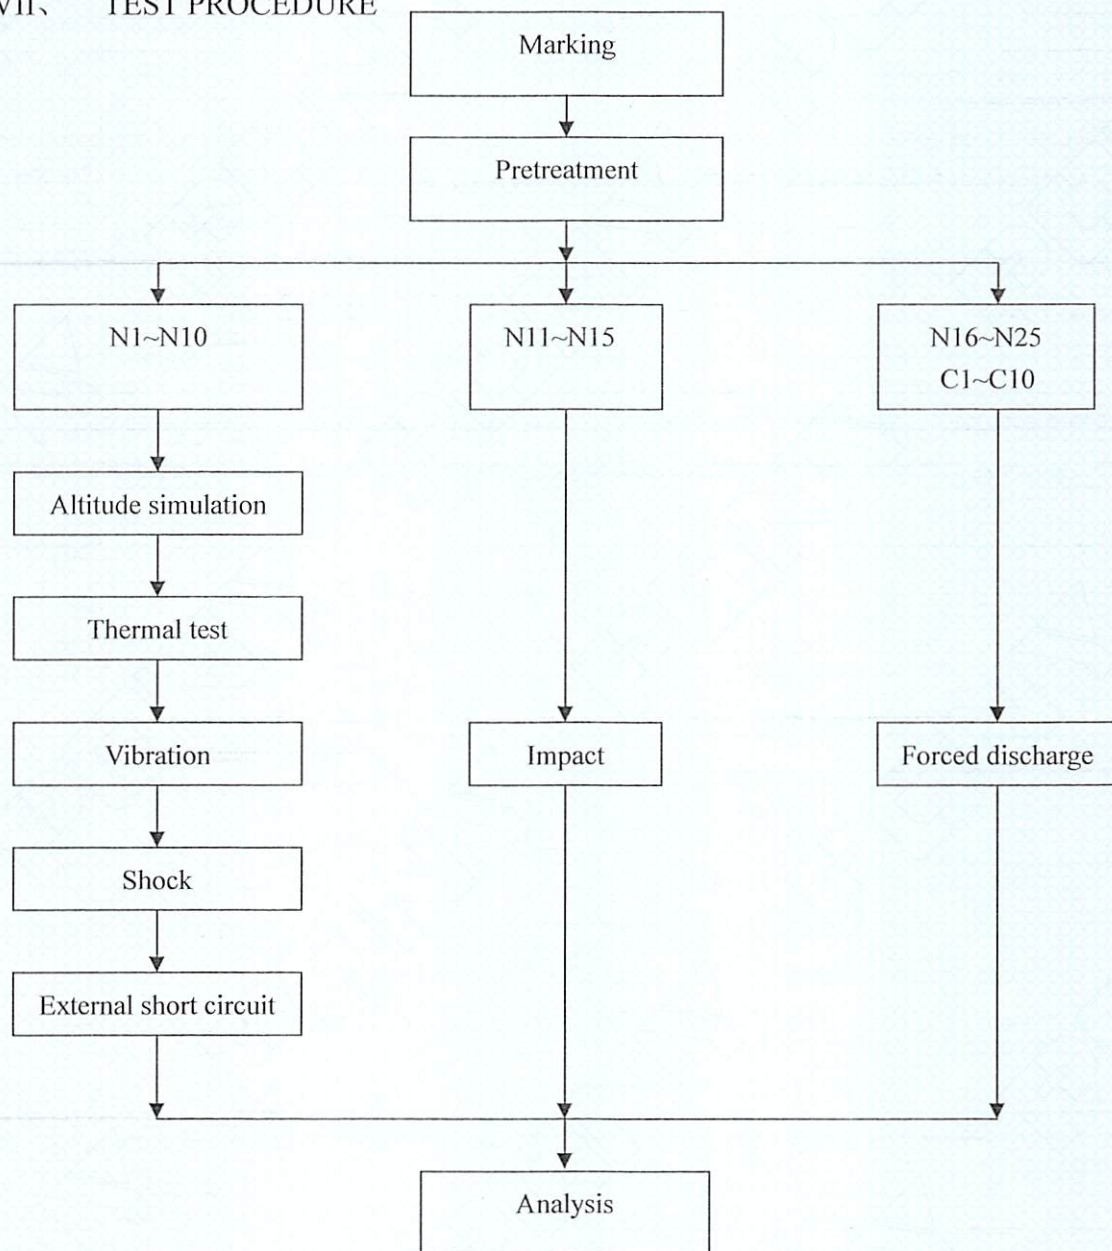 VII、 TEST PROCEDURE
Marking
Pretreatment
N1~N10
N11~N15
N16~N25
C1~C10
Altitude simulation
Thermal test
Vibration
Impact
Forced discharge
Shock
External short circuit
Analysis